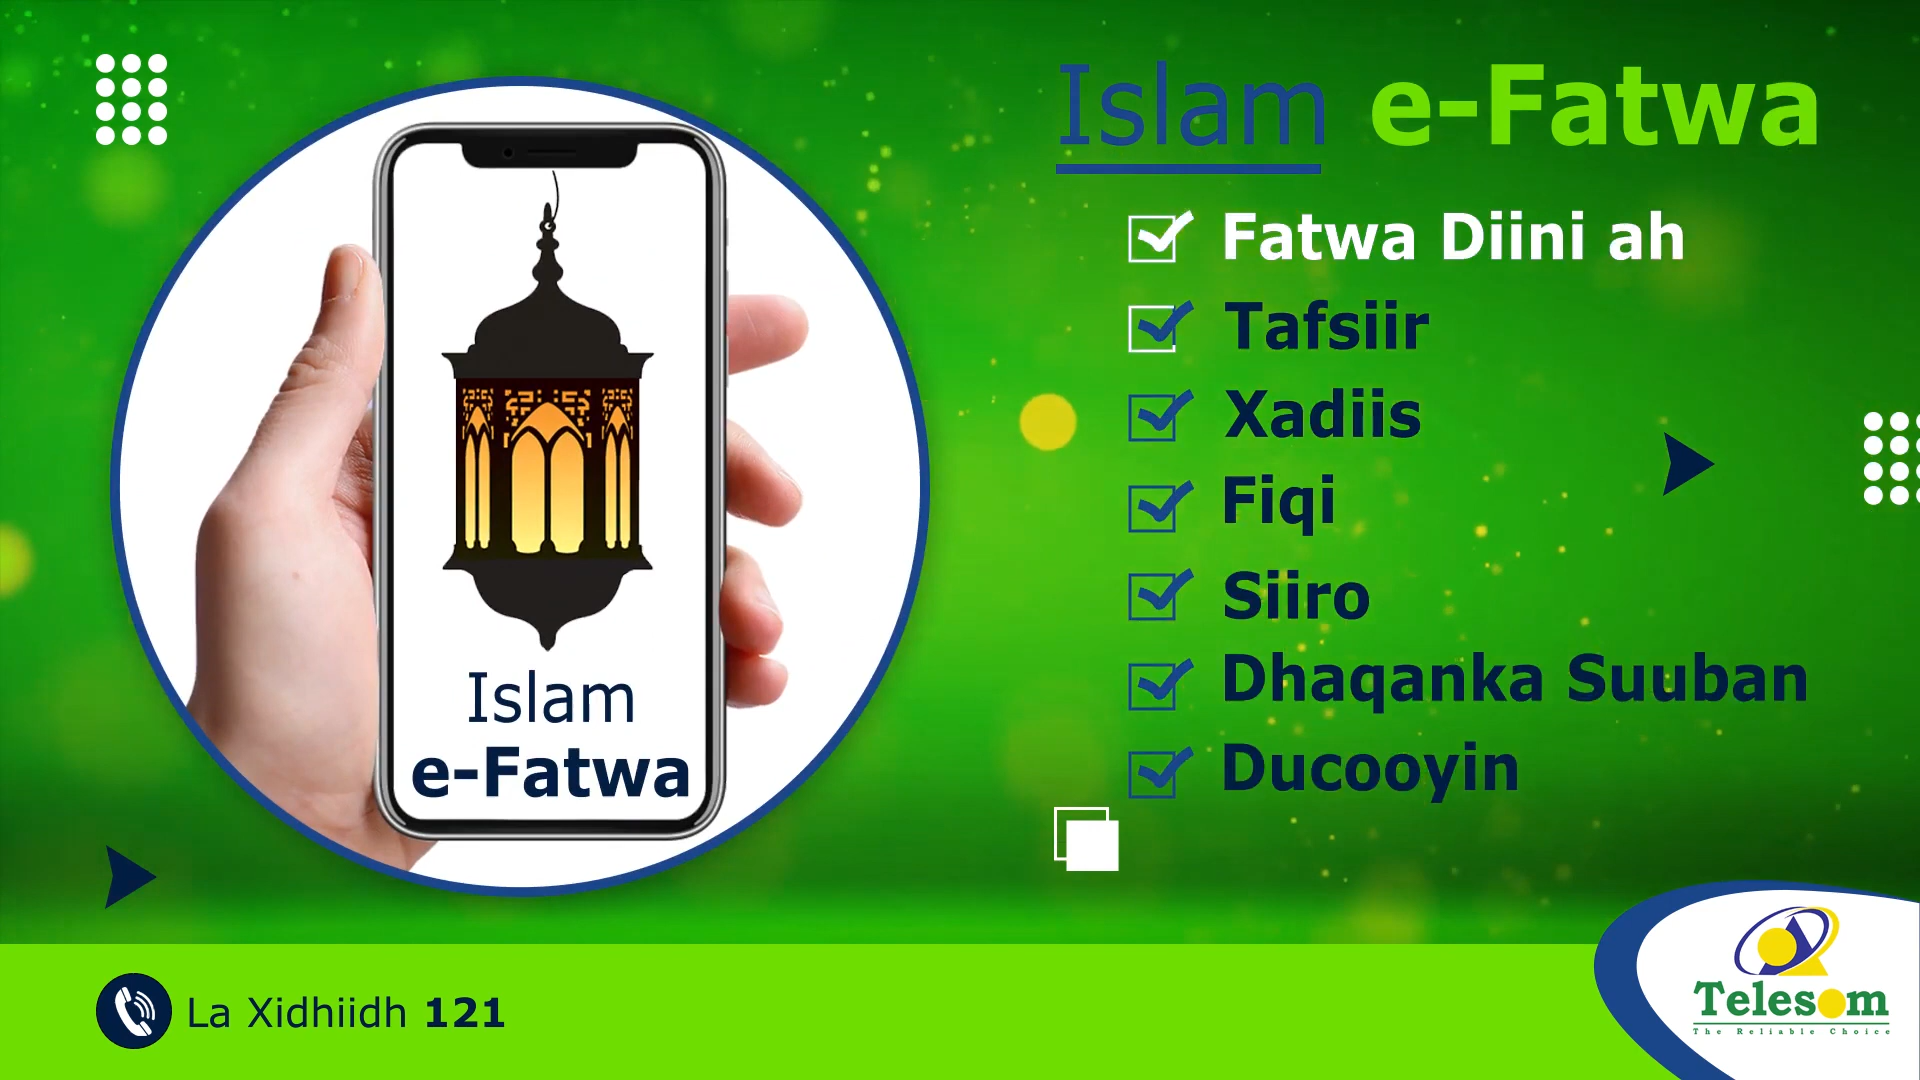 Islam e-Fatwa
Fatwa Diini ah
Tafsiir
Xadiis
Fiqi
Siiro
Dhaqanka Suuban
Ducooyin
Islam
e-Fatwa
La Xidhiidh 121
Telesom
The Reliable Choice